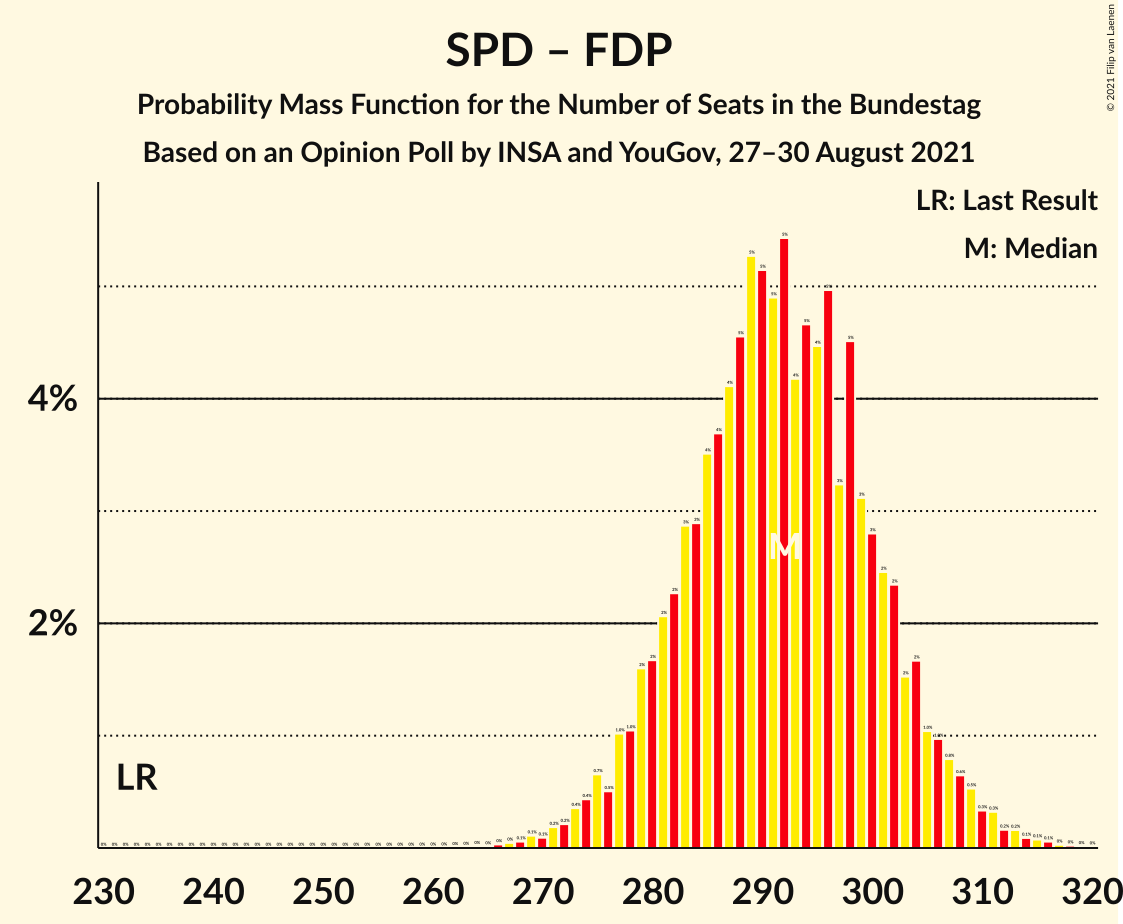 SPD – FDP
Probability Mass Function for the Number of Seats in the Bundestag
Based on an Opinion Poll by INSA and YouGov, 27–30 August 2021
© 2021 Filip van Laenen
LR: Last Result
M: Median
4%
2%
LR
M
230 240 250 260 270 280 290 300 310 320